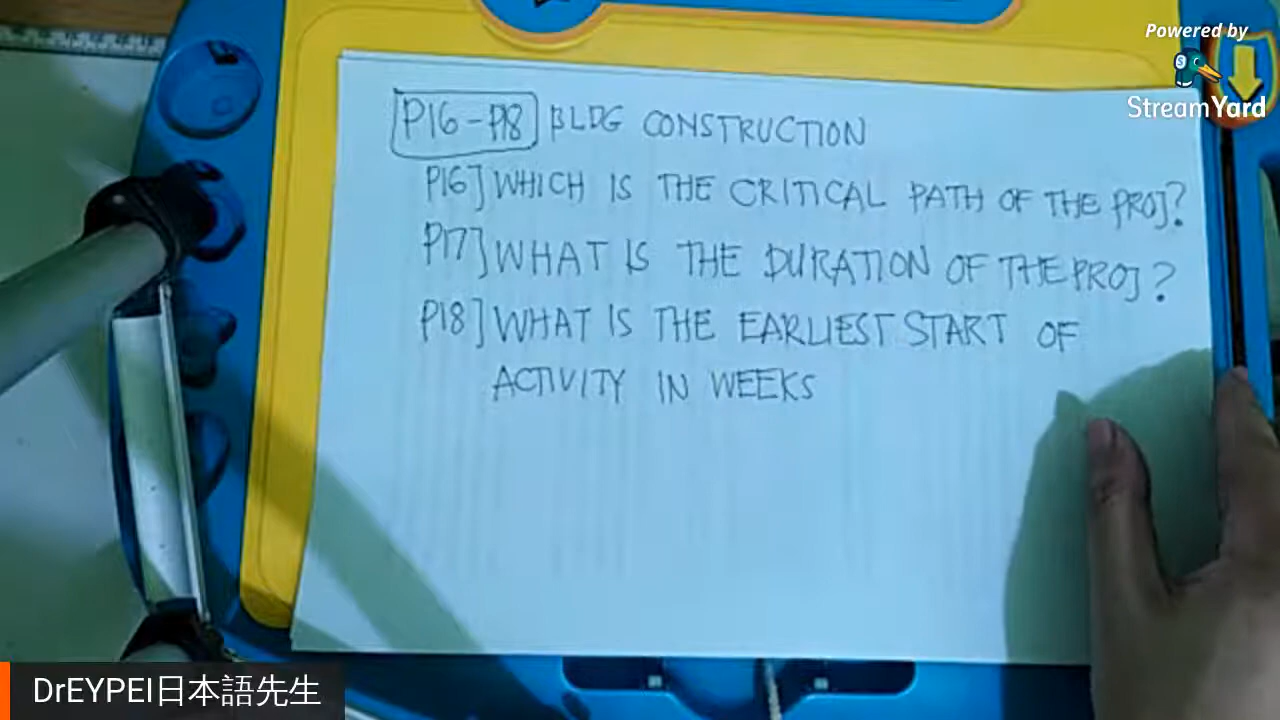 Powered by
StreamYard
P16-P18 BLDG CONSTRUCTION
P16] WHICH IS THE CRITICAL PATH OF THE PROJ?
P17] WHAT IS THE DURATION OF THE PROJ?
P18] WHAT IS THE EARLIEST START OF
ACTIVITY IN WEEKS
DrEYPEI日本語先生